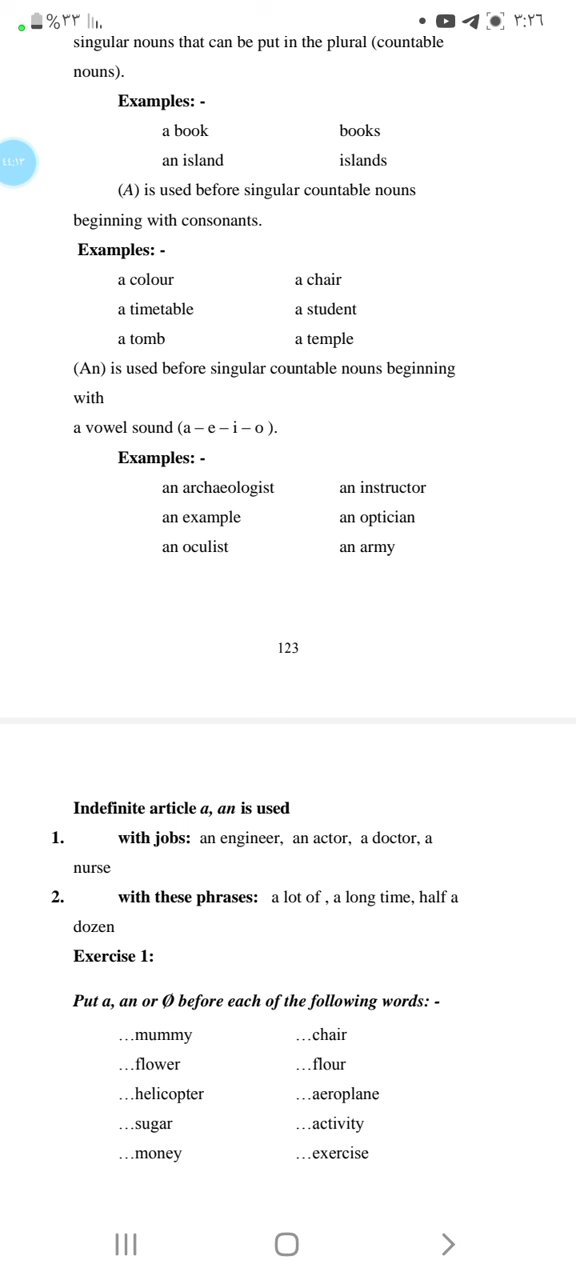 %٣٣ ٣:٢٦
singular nouns that can be put in the plural (countable
nouns).
Examples: -
a book books
an island islands
(A) is used before singular countable nouns
beginning with consonants.
Examples: -
a colour a chair
a timetable a student
a tomb a temple
(An) is used before singular countable nouns beginning
with
a vowel sound (a – e – i – o ).
Examples: -
an archaeologist an instructor
an example an optician
an oculist an army
123
Indefinite article a, an is used
1. with jobs: an engineer, an actor, a doctor, a
nurse
2. with these phrases: a lot of , a long time, half a
dozen
Exercise 1:
Put a, an or Ø before each of the following words: -
…mummy …chair
…flower …flour
…helicopter …aeroplane
…sugar …activity
…money …exercise